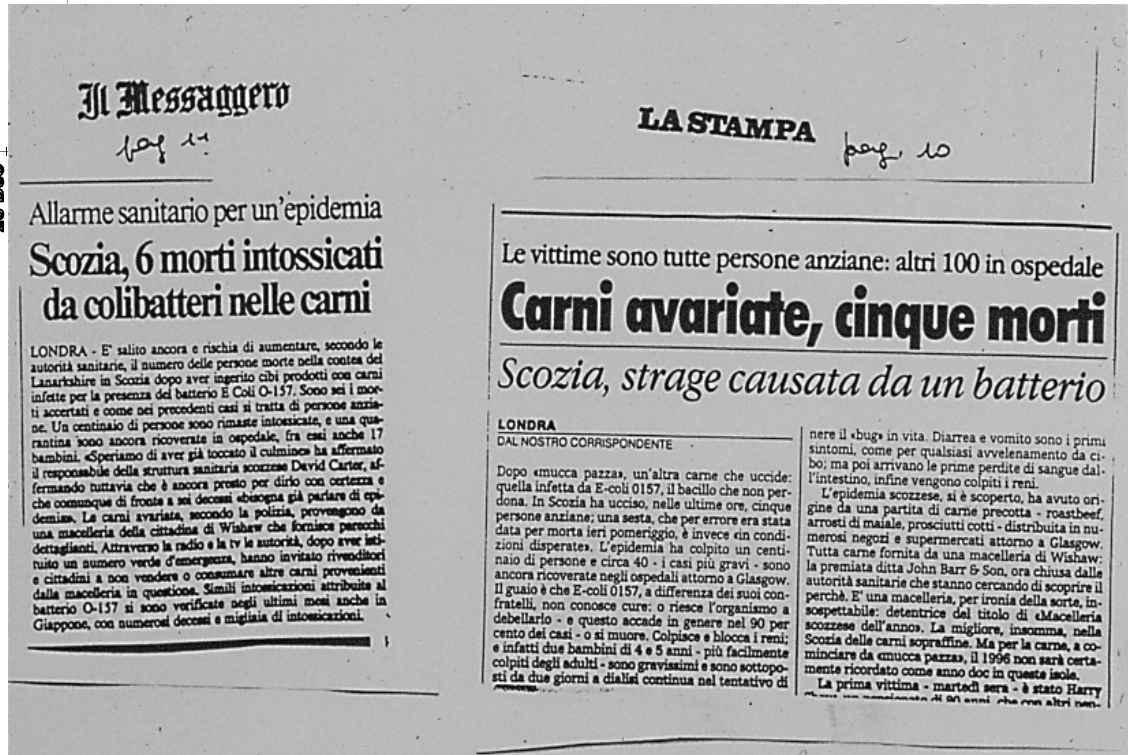 Il Messaggero
pag 11
Allarme sanitario per un'epidemia
Scozia, 6 morti intossicati
da colibatteri nelle carni
LONDRA - E' salito ancora e rischia di aumentare, secondo le
autorità sanitarie, il numero delle persone morte nella contea del
Lanarkshire in Scozia dopo aver ingerito cibi prodotti con carni
infette per la presenza del batterio E Coli O-157. Sono sei i mor-
ti accertati e come nei precedenti casi si tratta di persone anzia-
ne. Un centinaio di persone sono rimaste intossicate, e una qua-
rantina sono ancora ricoverate in ospedale, fra essi anche 17
bambini. «Speriamo di aver già toccato il culmine» ha affermato
il responsabile della struttura sanitaria scozzese David Carter, af-
fermando tuttavia che è ancora presto per dirlo con certezza e
che comunque di fronte a sei decessi «bisogna già parlare di epi-
demia». Le carni avariate, secondo la polizia, provengono da
una macelleria della cittadina di Wishaw che fornisce parecchi
dettaglianti. Attraverso la radio e la tv le autorità, dopo aver isti-
tuito un numero verde d'emergenza, hanno invitato rivenditori
e cittadini a non vendere o consumare altre carni provenienti
dalla macelleria in questione. Simili intossicazioni attribuite al
batterio O-157 si sono verificate negli ultimi mesi anche in
Giappone, con numerosi decessi e migliaia di intossicazioni.
LA STAMPA
pag. 10
Le vittime sono tutte persone anziane: altri 100 in ospedale
Carni avariate, cinque morti
Scozia, strage causata da un batterio
LONDRA
DAL NOSTRO CORRISPONDENTE
Dopo «mucca pazza», un'altra carne che uccide:
quella infetta da E-coli 0157, il bacillo che non per-
dona. In Scozia ha ucciso, nelle ultime ore, cinque
persone anziane; una sesta, che per errore era stata
data per morta ieri pomeriggio, è invece «in con-
dizioni disperate». L'epidemia ha colpito un centi-
naio di persone e circa 40 - i casi più gravi - sono
ancora ricoverate negli ospedali attorno a Glasgow.
Il guaio è che E-coli 0157, a differenza dei suoi con-
fratelli, non conosce cure: o riesce l'organismo a
debellarlo - e questo accade in genere nel 90 per
cento dei casi - o si muore. Colpisce e blocca i reni;
e infatti due bambini di 4 e 5 anni - più facilmente
colpiti degli adulti - sono gravissimi e sono sottopo-
sti da due giorni a dialisi continua nel tentativo di
nere il «bug» in vita. Diarrea e vomito sono i primi
sintomi, come per qualsiasi avvelenamento da ci-
bo; ma poi arrivano le prime perdite di sangue dal-
l'intestino, infine vengono colpiti i reni.
L'epidemia scozzese, si è scoperto, ha avuto ori-
gine da una partita di carne precotta - roastbeef,
arrosti di maiale, prosciutti cotti - distribuita in nu-
merosi negozi e supermercati attorno a Glasgow.
Tutta carne fornita da una macelleria di Wishaw:
la premiata ditta John Barr & Son, ora chiusa dalle
autorità sanitarie che stanno cercando di scoprire il
perchè. E' una macelleria, per ironia della sorte, in-
sospettabile: detentrice del titolo di «Macelleria
scozzese dell'anno». La migliore, insomma, nella
Scozia delle carni sopraffine. Ma per la carne, a co-
minciare da «mucca pazza», il 1996 non sarà certa-
mente ricordato come anno doc in queste isole.
La prima vittima - martedì sera - è stato Harry
un pensionato di 90 anni, che con altri pen-